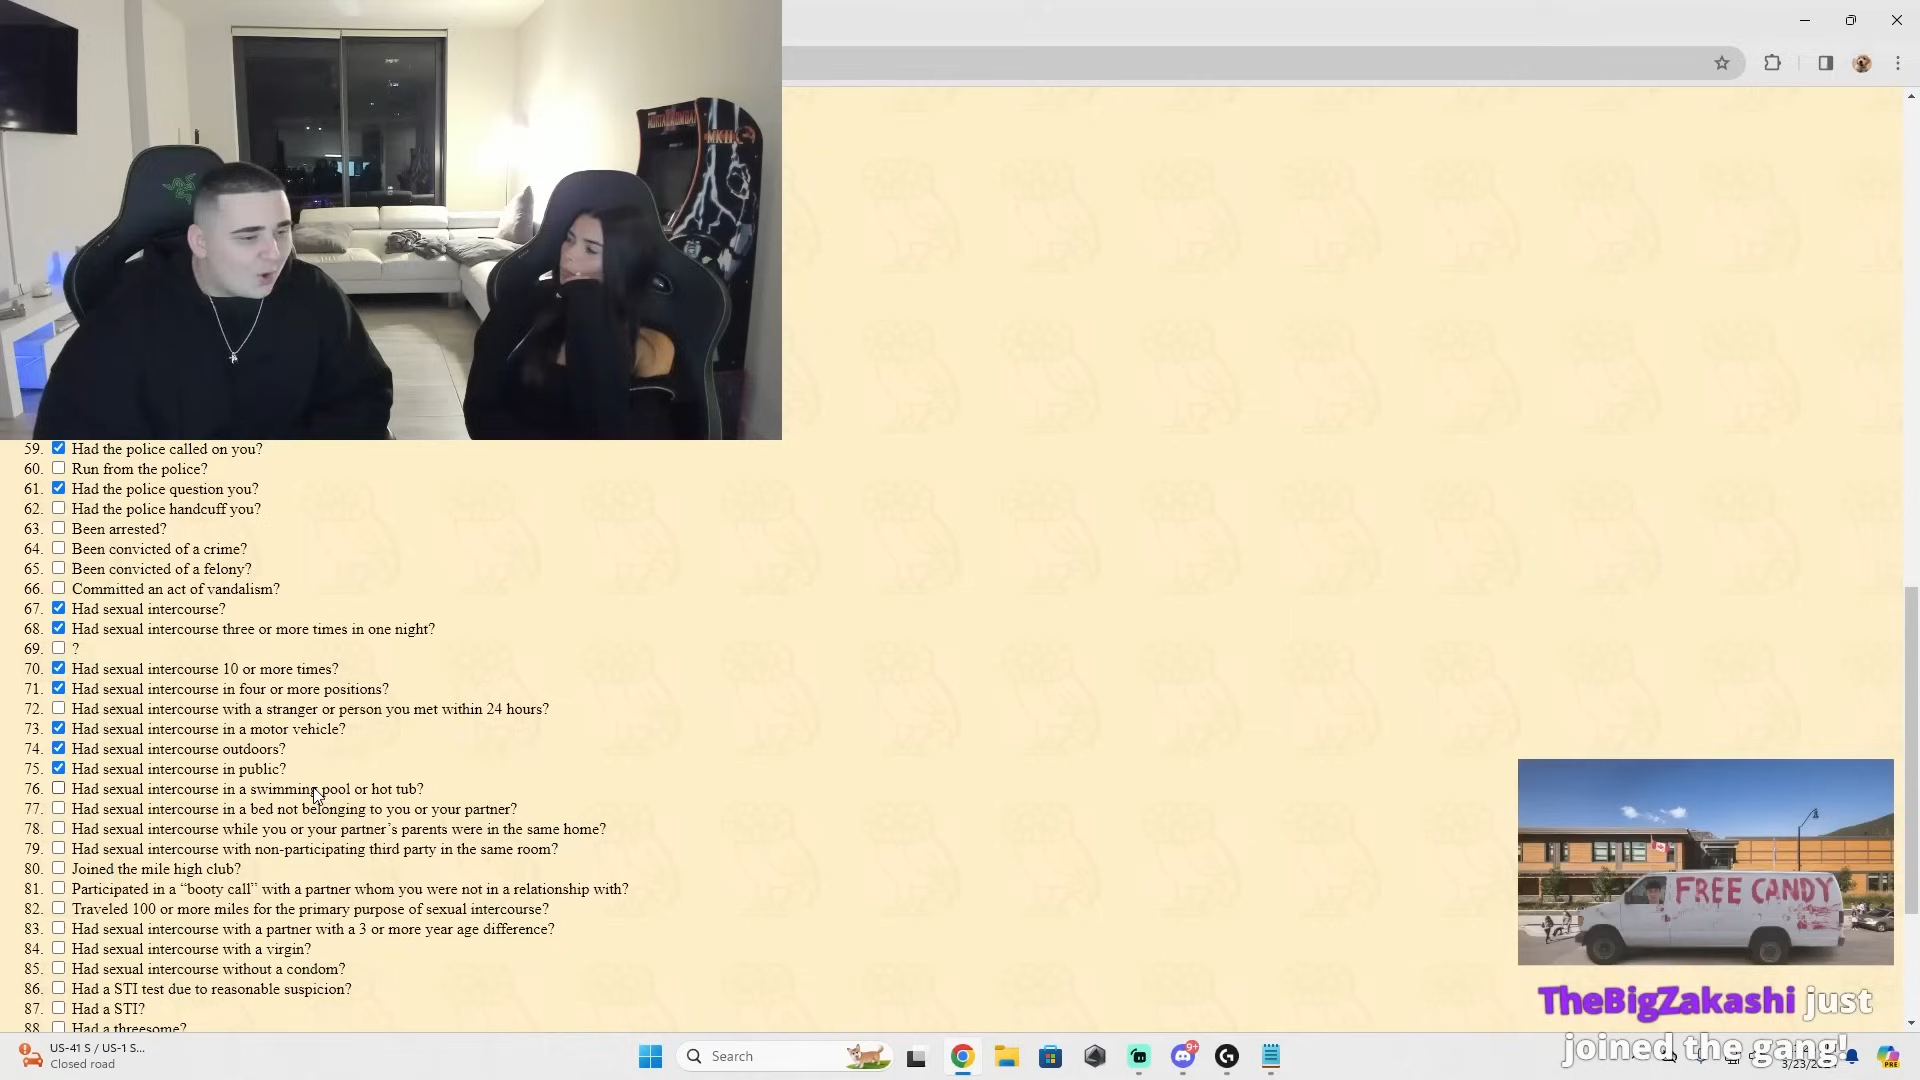 MORTAL KOMBAT
MKII
59. Had the police called on you?
60. Run from the police?
61. Had the police question you?
62. Had the police handcuff you?
63. Been arrested?
64. Been convicted of a crime?
65. Been convicted of a felony?
66. Committed an act of vandalism?
67. Had sexual intercourse?
68. Had sexual intercourse three or more times in one night?
69. ?
70. Had sexual intercourse 10 or more times?
71. Had sexual intercourse in four or more positions?
72. Had sexual intercourse with a stranger or person you met within 24 hours?
73. Had sexual intercourse in a motor vehicle?
74. Had sexual intercourse outdoors?
75. Had sexual intercourse in public?
76. Had sexual intercourse in a swimming pool or hot tub?
77. Had sexual intercourse in a bed not belonging to you or your partner?
78. Had sexual intercourse while you or your partner’s parents were in the same home?
79. Had sexual intercourse with non-participating third party in the same room?
80. Joined the mile high club?
81. Participated in a “booty call” with a partner whom you were not in a relationship with?
82. Traveled 100 or more miles for the primary purpose of sexual intercourse?
83. Had sexual intercourse with a partner with a 3 or more year age difference?
84. Had sexual intercourse with a virgin?
85. Had sexual intercourse without a condom?
86. Had a STI test due to reasonable suspicion?
87. Had a STI?
88. Had a threesome?
FREE CANDY
TheBigZakashi just
joined the gang!
US-41 S / US-1 S...
Closed road
Search
9+
PRE